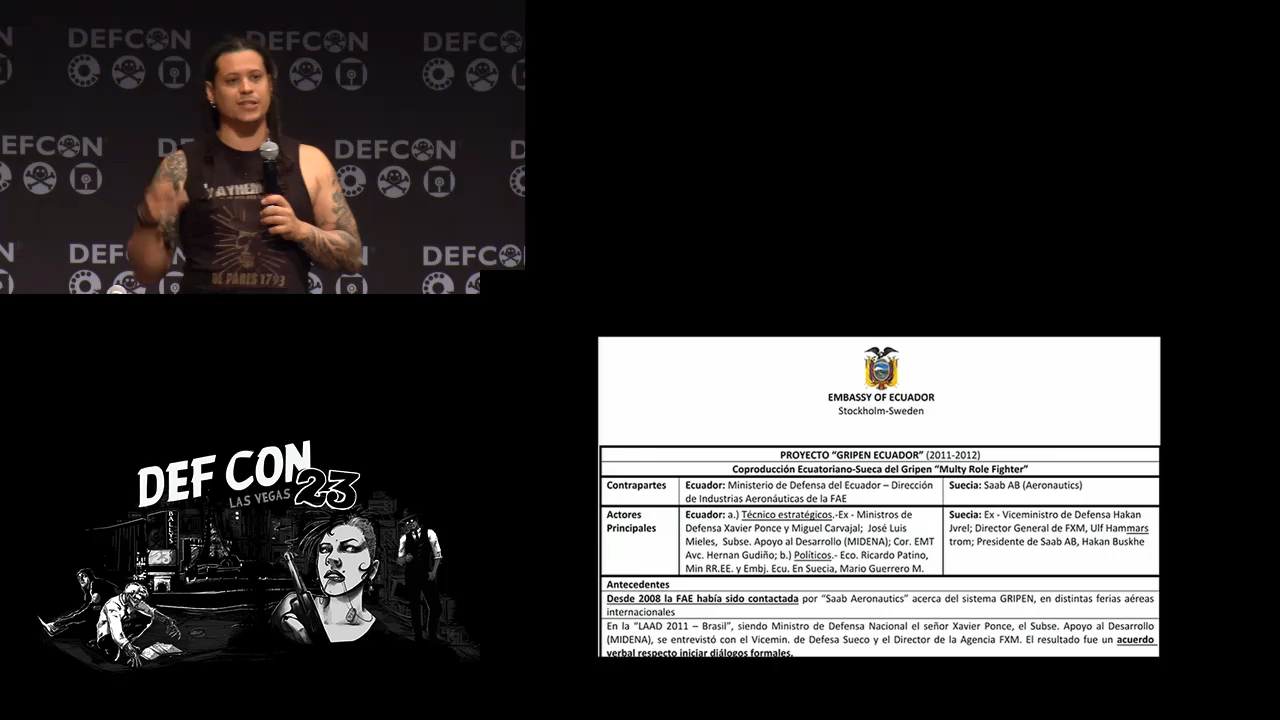 DEFCON DEFCON DEFCON
DEFCON DEFCON
DEFCON
MAYHEM
DE PARIS 1793
DEF CON 23
LAS VEGAS
BALLY'S
EMBASSY OF ECUADOR
Stockholm-Sweden
PROYECTO "GRIPEN ECUADOR" (2011-2012)
Coproducción Ecuatoriano-Sueca del Gripen "Multy Role Fighter"
Contrapartes
Ecuador: Ministerio de Defensa del Ecuador – Dirección
de Industrias Aeronáuticas de la FAE
Suecia: Saab AB (Aeronautics)
Actores
Principales
Ecuador: a.) Técnico estratégicos.-Ex - Ministros de
Defensa Xavier Ponce y Miguel Carvajal; José Luis
Mieles, Subse. Apoyo al Desarrollo (MIDENA); Cor. EMT
Avc. Hernan Gudiño; b.) Políticos.- Eco. Ricardo Patino,
Min RR.EE. y Embj. Ecu. En Suecia, Mario Guerrero M.
Suecia: Ex - Viceministro de Defensa Hakan
Jvrel; Director General de FXM, Ulf Hammars
trom; Presidente de Saab AB, Hakan Buskhe
Antecedentes
Desde 2008 la FAE había sido contactada por "Saab Aeronautics" acerca del sistema GRIPEN, en distintas ferias aéreas
internacionales
En la "LAAD 2011 – Brasil", siendo Ministro de Defensa Nacional el señor Xavier Ponce, el Subse. Apoyo al Desarrollo
(MIDENA), se entrevistó con el Vicemin. de Defesa Sueco y el Director de la Agencia FXM. El resultado fue un acuerdo
verbal respecto iniciar diálogos formales.